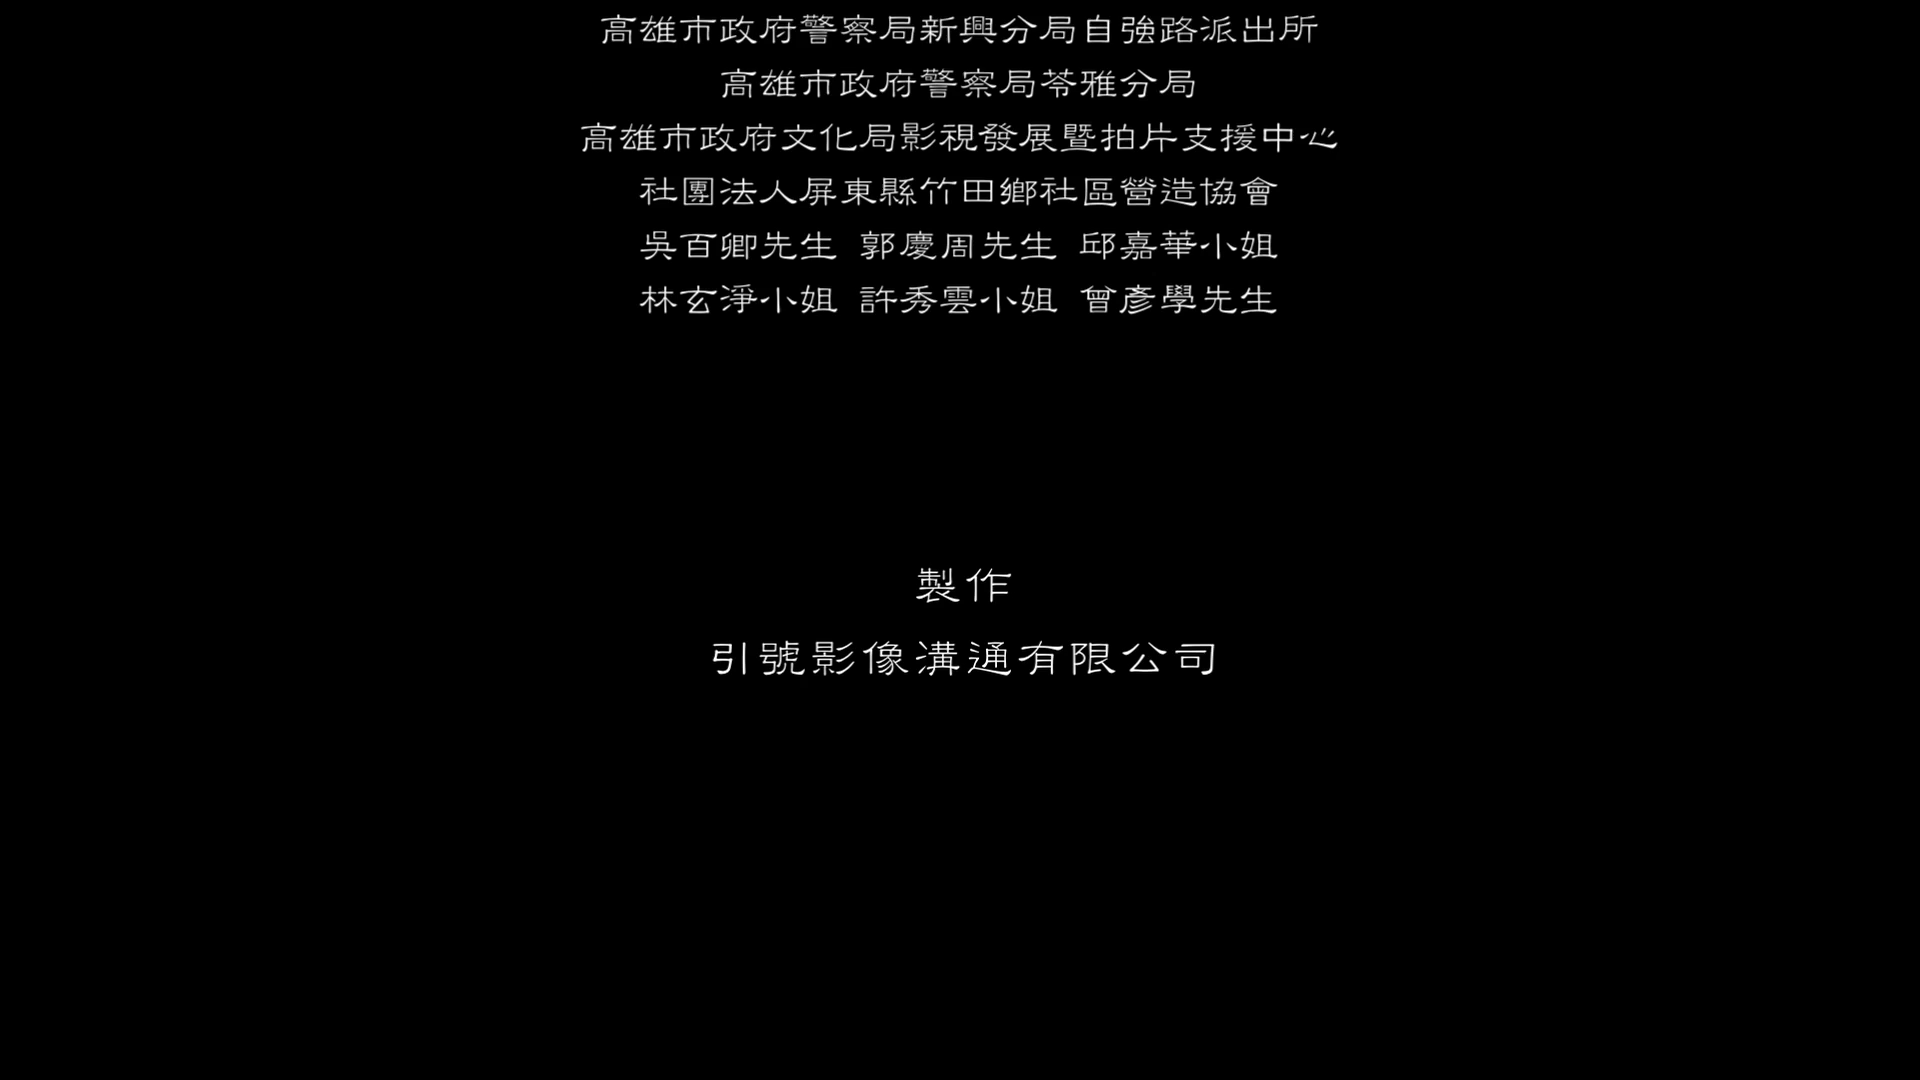 高雄市政府警察局新興分局自強路派出所
高雄市政府警察局苓雅分局
高雄市政府文化局影視發展暨拍片支援中心
社團法人屏東縣竹田鄉社區營造協會
吳百卿先生 郭慶周先生 邱嘉華小姐
林玄淨小姐 許秀雲小姐 曾彥學先生
製作
引號影像溝通有限公司